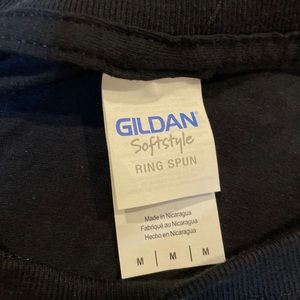 GILDAN
Softstyle
RING SPUN
Made in Nicaragua
Fabriqué au Nicaragua
Hecho en Nicaragua
M | M | M